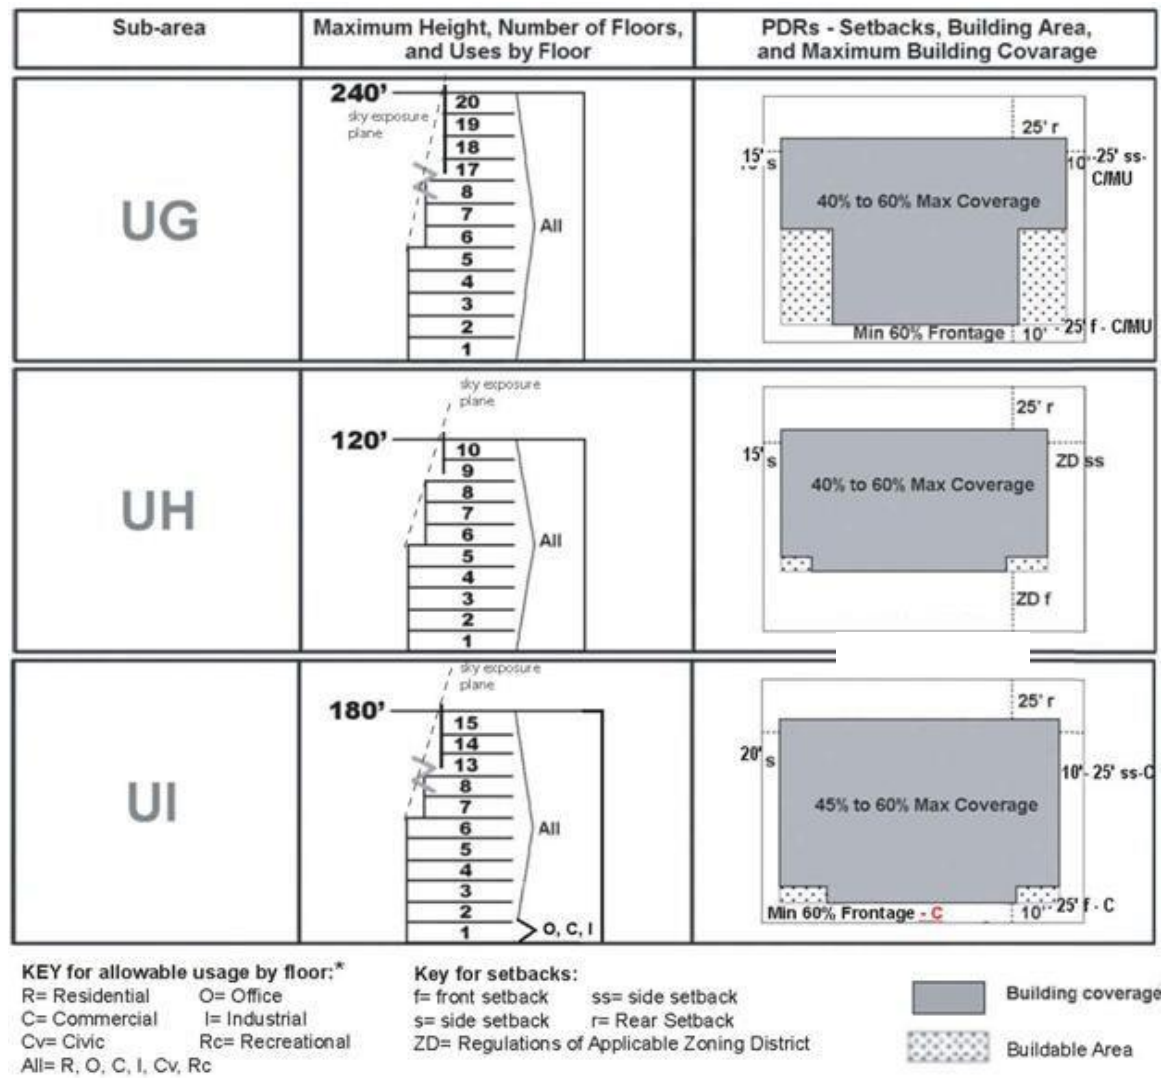 Sub-area
Maximum Height, Number of Floors,
and Uses by Floor
PDRs - Setbacks, Building Area,
and Maximum Building Covarage
UG
240'
sky exposure
plane
20
19
18
17
8
7
6
5
4
3
2
1
All
25' r
15'
s
10' -25' ss-
C/MU
40% to 60% Max Coverage
Min 60% Frontage
10' - 25' f - C/MU
UH
sky exposure
plane
120'
10
9
8
7
6
5
4
3
2
1
All
25' r
15'
s
ZD ss
40% to 60% Max Coverage
ZD f
UI
sky exposure
plane
180'
15
14
13
8
7
6
5
4
3
2
1
All
O, C, I
25' r
20'
s
10'- 25' ss-C
45% to 60% Max Coverage
Min 60% Frontage - C
10' - 25' f - C
KEY for allowable usage by floor:*
R= Residential O= Office
C= Commercial I= Industrial
Cv= Civic Rc= Recreational
All= R, O, C, I, Cv, Rc
Key for setbacks:
f= front setback ss= side setback
s= side setback r= Rear Setback
ZD= Regulations of Applicable Zoning District
Building coverage
Buildable Area